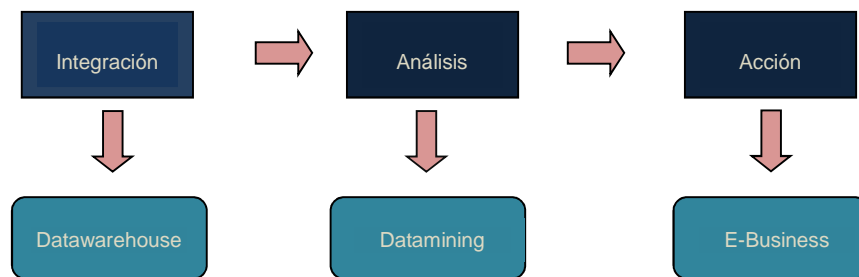 Integración
Análisis
Acción
Datawarehouse
Datamining
E-Business